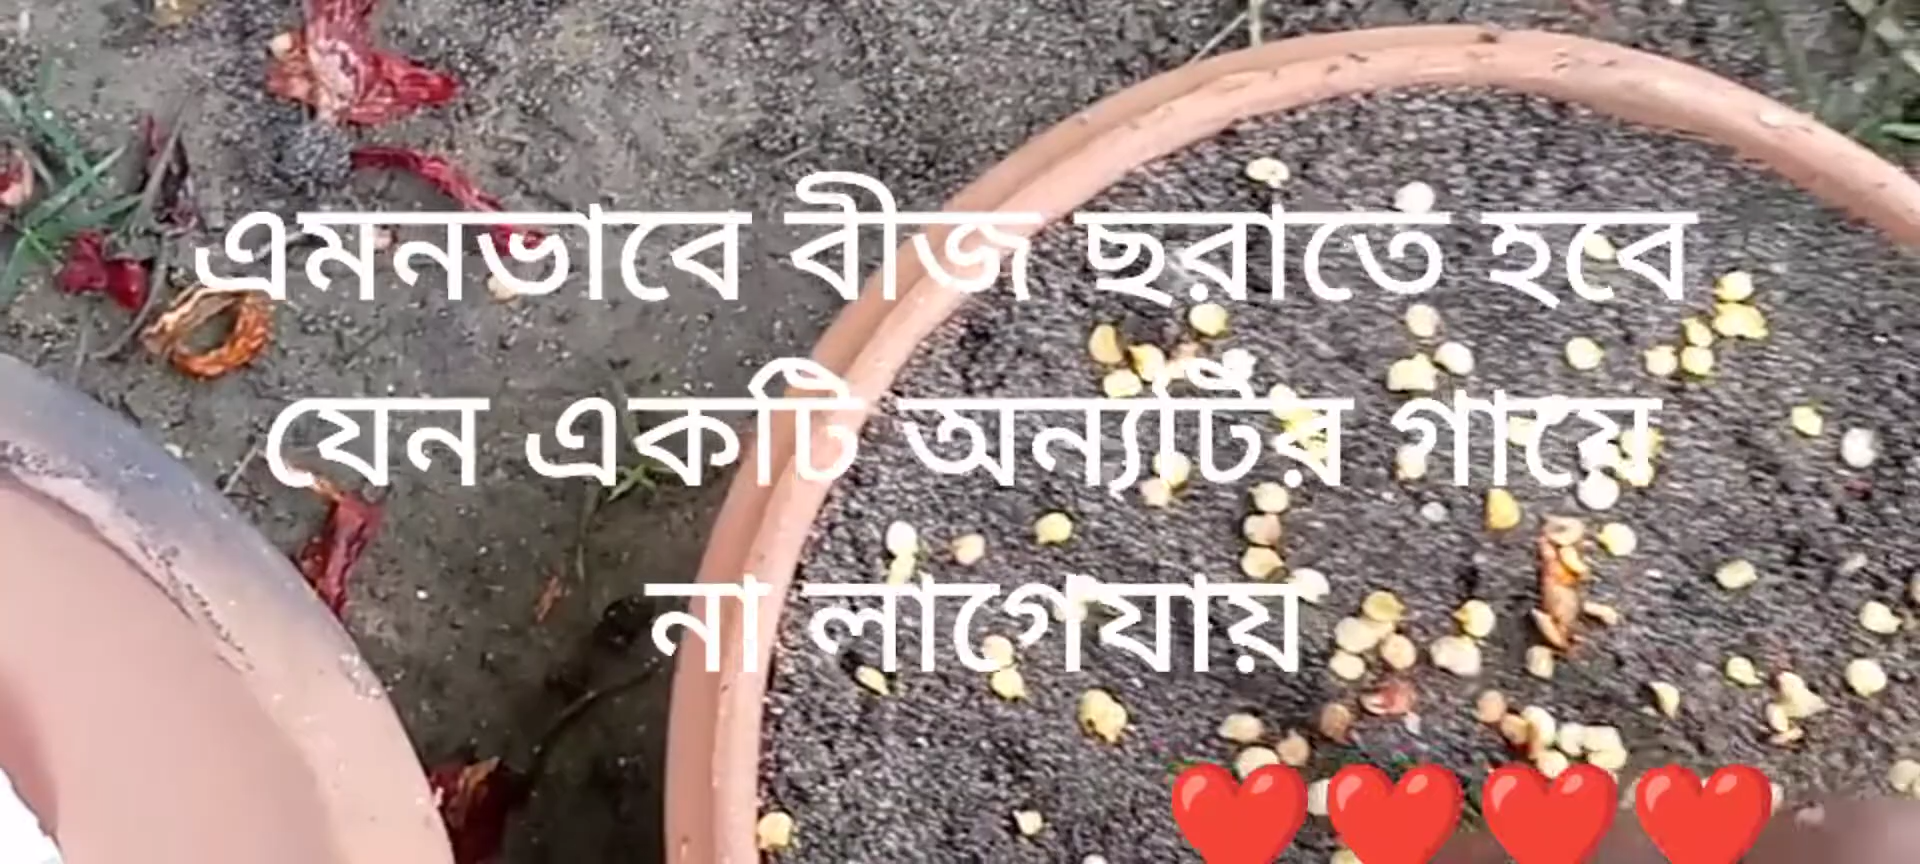 এমনভাবে বীজ ছরাতে হবে
যেন একটি অন্যটির গায়ে
না লাগেযায়